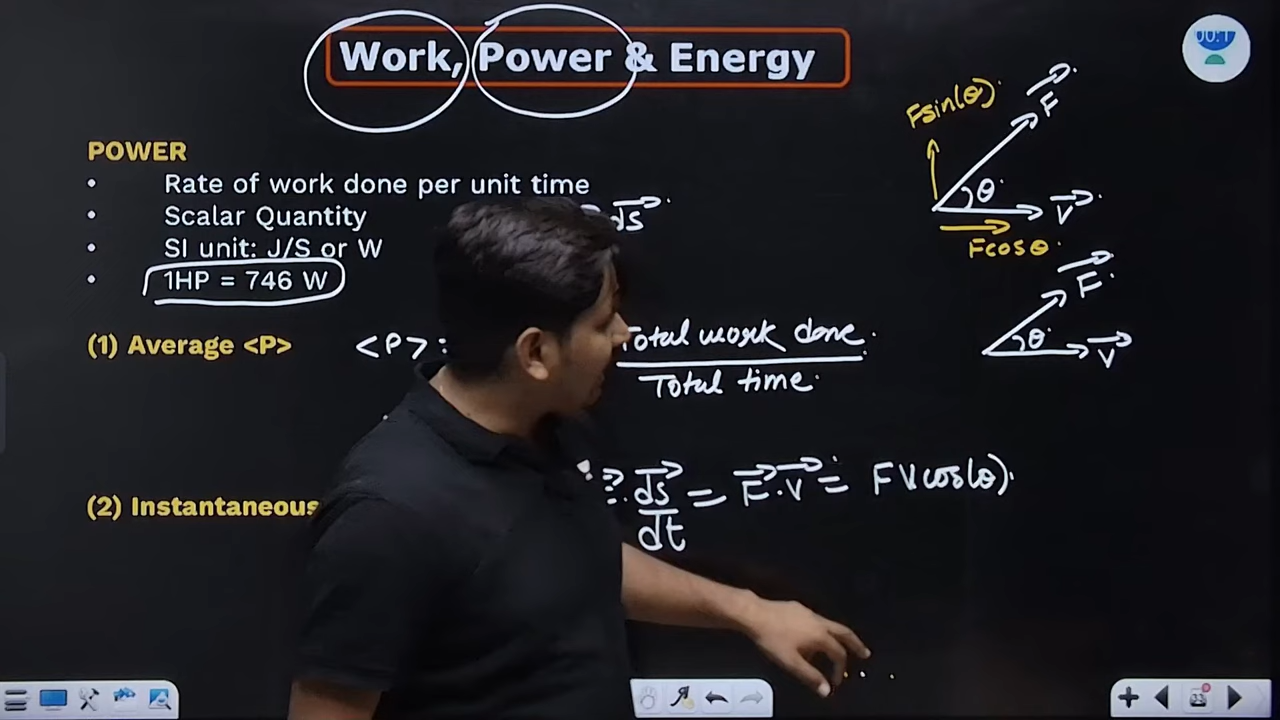 Work, Power & Energy
POWER
• Rate of work done per unit time
• Scalar Quantity
• SI unit: J/S or W
• 1HP = 746 W
ds
(1) Average <P>
<P> :
Total work done
Total time
(2) Instantaneous
ds/dt = F.V = FVcos(θ)
Fsin(θ)
F
θ
V
Fcosθ
F
θ
V